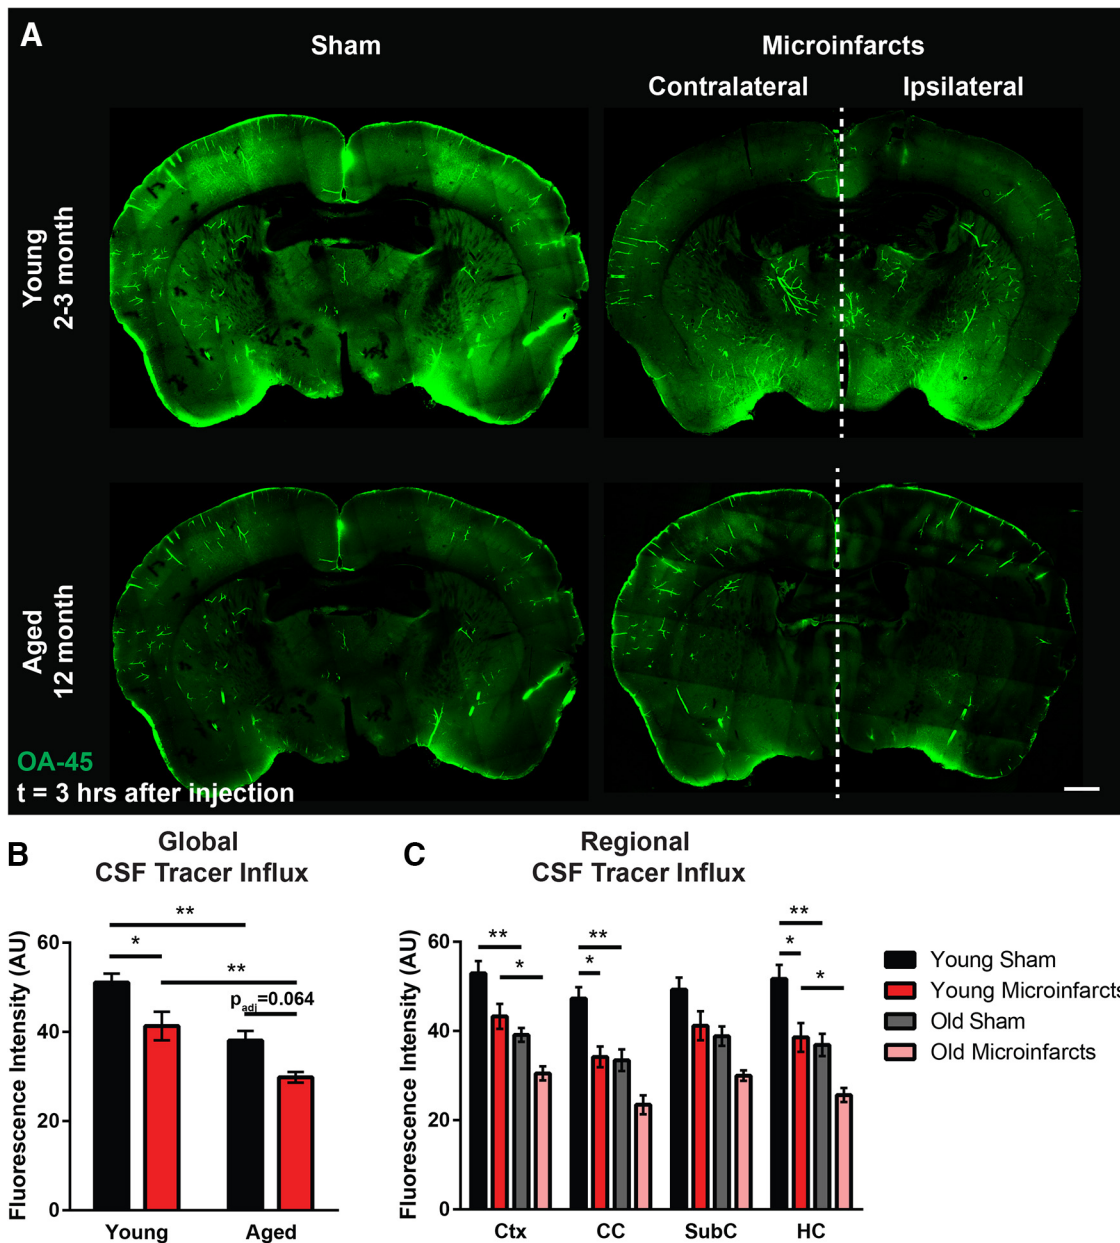 A
Sham
Microinfarcts
Contralateral
Ipsilateral
Young
2-3 month
Aged
12 month
OA-45
t = 3 hrs after injection
B
Global
CSF Tracer Influx
Fluorescence Intensity (AU)
60
40
20
0
**
*
**
padj=0.064
Young
Aged
C
Regional
CSF Tracer Influx
Fluorescence Intensity (AU)
60
40
20
0
**
*
**
*
**
*
*
Ctx
CC
SubC
HC
Young Sham
Young Microinfarcts
Old Sham
Old Microinfarcts